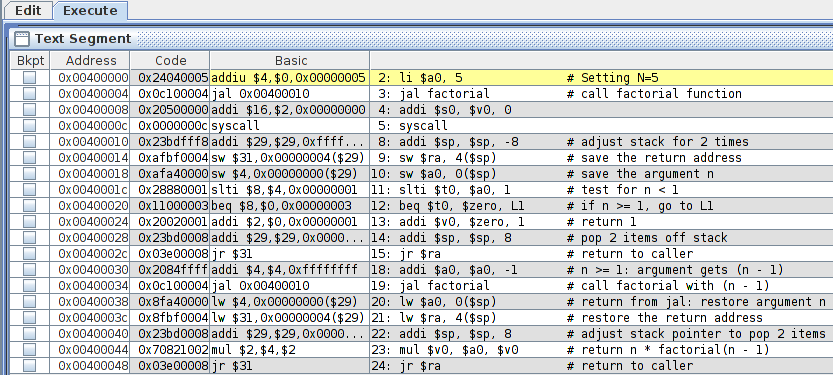 Edit Execute
Text Segment
Bkpt Address Code Basic
0x00400000 0x24040005 addiu $4,$0,0x00000005 2: li $a0, 5 # Setting N=5
0x00400004 0x0c100004 jal 0x00400010 3: jal factorial # call factorial function
0x00400008 0x20500000 addi $16,$2,0x00000000 4: addi $s0, $v0, 0
0x0040000c 0x0000000c syscall 5: syscall
0x00400010 0x23bdfff8 addi $29,$29,0xffff... 8: addi $sp, $sp, -8 # adjust stack for 2 times
0x00400014 0xafbf0004 sw $31,0x00000004($29) 9: sw $ra, 4($sp) # save the return address
0x00400018 0xafa40000 sw $4,0x00000000($29) 10: sw $a0, 0($sp) # save the argument n
0x0040001c 0x28880001 slti $8,$4,0x00000001 11: slti $t0, $a0, 1 # test for n < 1
0x00400020 0x11000003 beq $8,$0,0x00000003 12: beq $t0, $zero, L1 # if n >= 1, go to L1
0x00400024 0x20020001 addi $2,$0,0x00000001 13: addi $v0, $zero, 1 # return 1
0x00400028 0x23bd0008 addi $29,$29,0x0000... 14: addi $sp, $sp, 8 # pop 2 items off stack
0x0040002c 0x03e00008 jr $31 15: jr $ra # return to caller
0x00400030 0x2084ffff addi $4,$4,0xffffffff 18: addi $a0, $a0, -1 # n >= 1: argument gets (n - 1)
0x00400034 0x0c100004 jal 0x00400010 19: jal factorial # call factorial with (n - 1)
0x00400038 0x8fa40000 lw $4,0x00000000($29) 20: lw $a0, 0($sp) # return from jal: restore argument n
0x0040003c 0x8fbf0004 lw $31,0x00000004($29) 21: lw $ra, 4($sp) # restore the return address
0x00400040 0x23bd0008 addi $29,$29,0x0000... 22: addi $sp, $sp, 8 # adjust stack pointer to pop 2 items
0x00400044 0x70821002 mul $2,$4,$2 23: mul $v0, $a0, $v0 # return n * factorial(n - 1)
0x00400048 0x03e00008 jr $31 24: jr $ra # return to caller